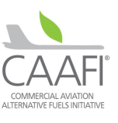 CAAFI®
COMMERCIAL AVIATION
ALTERNATIVE FUELS INITIATIVE